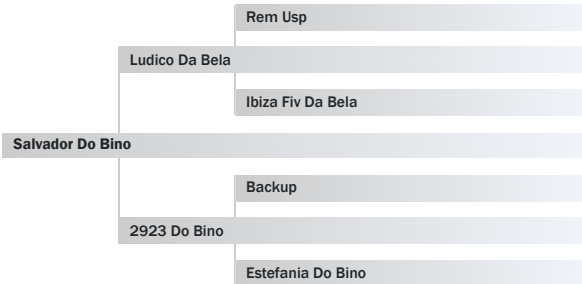 Rem Usp
Ludico Da Bela
Ibiza Fiv Da Bela
Salvador Do Bino
Backup
2923 Do Bino
Estefania Do Bino